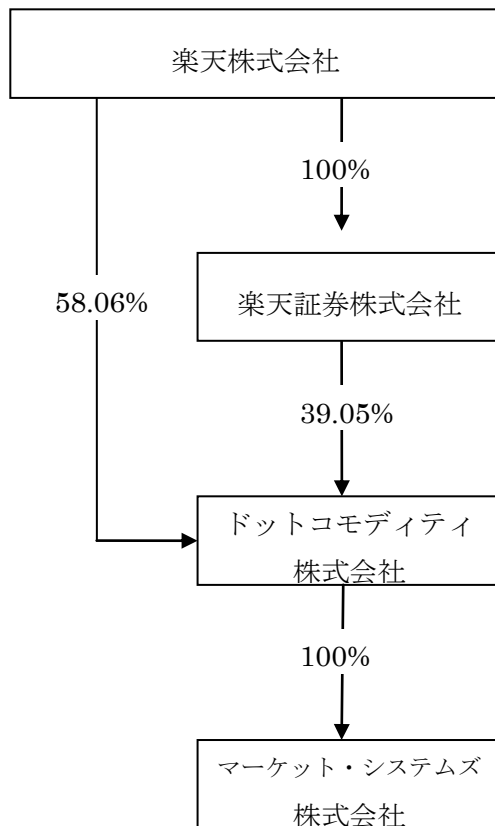 楽天株式会社
100%
楽天証券株式会社
58.06%
39.05%
ドットコモディティ
株式会社
100%
マーケット・システムズ
株式会社